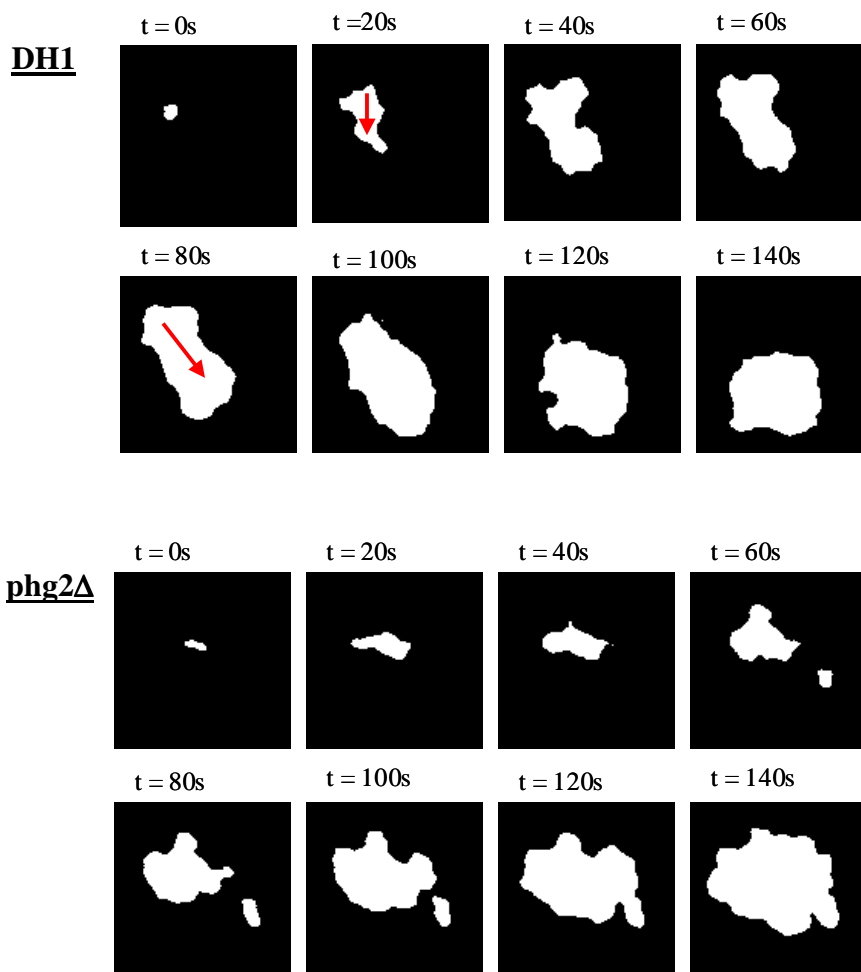 t = 0s t =20s t = 40s t = 60s
DH1
t = 80s t = 100s t = 120s t = 140s
t = 0s t = 20s t = 40s t = 60s
phg2Δ
t = 80s t = 100s t = 120s t = 140s